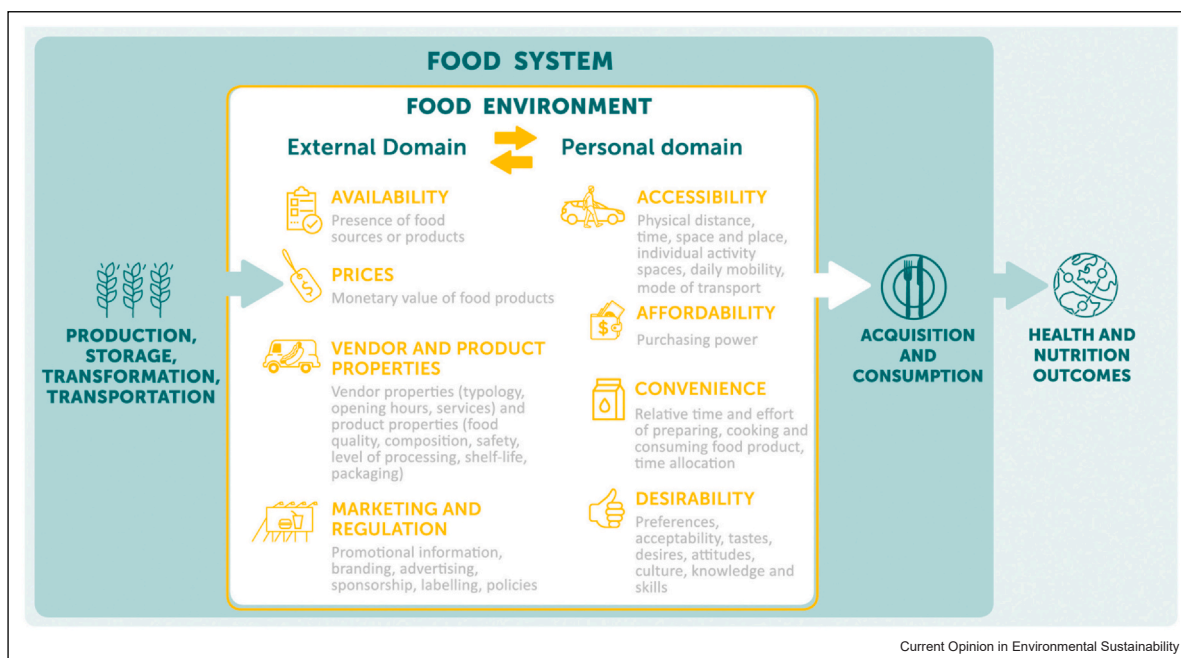 FOOD SYSTEM
FOOD ENVIRONMENT
External Domain
Personal domain
PRODUCTION,
STORAGE,
TRANSFORMATION,
TRANSPORTATION
AVAILABILITY
Presence of food
sources or products
PRICES
$
Monetary value of food products
VENDOR AND PRODUCT
PROPERTIES
Vendor properties (typology,
opening hours, services) and
product properties (food
quality, composition, safety,
level of processing, shelf-life,
packaging)
MARKETING AND
REGULATION
Promotional information,
branding, advertising,
sponsorship, labelling, policies
ACCESSIBILITY
Physical distance,
time, space and place,
individual activity
spaces, daily mobility,
mode of transport
$
AFFORDABILITY
Purchasing power
CONVENIENCE
Relative time and effort
of preparing, cooking and
consuming food product,
time allocation
DESIRABILITY
Preferences,
acceptability, tastes,
desires, attitudes,
culture, knowledge and
skills
ACQUISITION
AND
CONSUMPTION
HEALTH AND
NUTRITION
OUTCOMES
Current Opinion in Environmental Sustainability